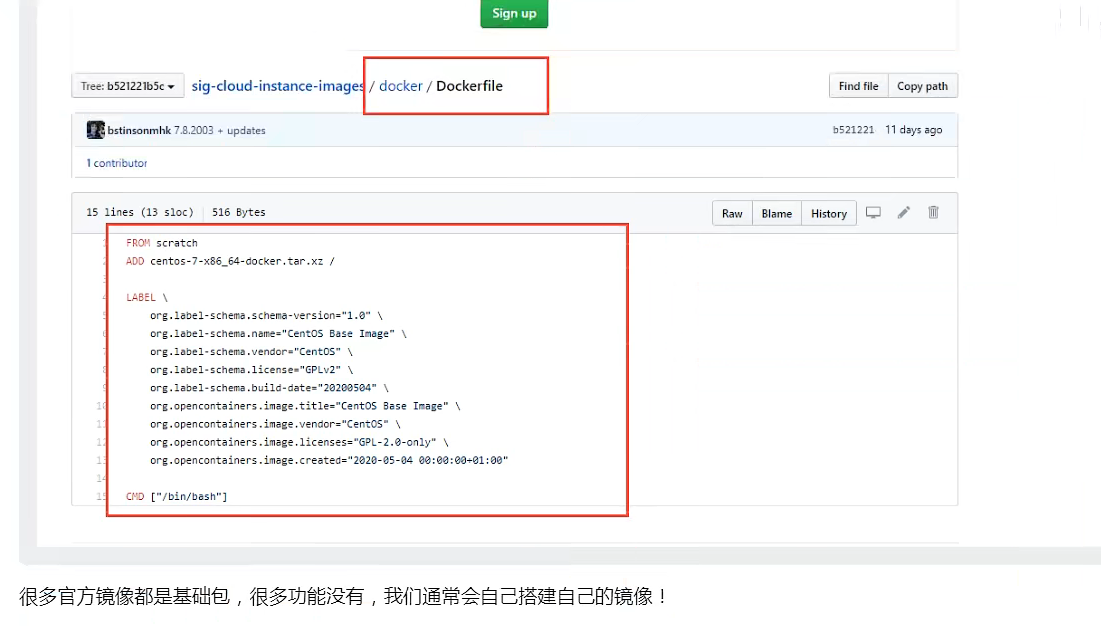 Sign up
Tree: b521221b5c
sig-cloud-instance-images / docker / Dockerfile
Find file Copy path
bstinsonmhk 7.8.2003 + updates
b521221 11 days ago
1 contributor
15 lines (13 sloc) 516 Bytes
Raw Blame History
1 FROM scratch
2 ADD centos-7-x86_64-docker.tar.xz /
3
4 LABEL \
5 org.label-schema.schema-version="1.0" \
6 org.label-schema.name="CentOS Base Image" \
7 org.label-schema.vendor="CentOS" \
8 org.label-schema.license="GPLv2" \
9 org.label-schema.build-date="20200504" \
10 org.opencontainers.image.title="CentOS Base Image" \
11 org.opencontainers.image.vendor="CentOS" \
12 org.opencontainers.image.licenses="GPL-2.0-only" \
13 org.opencontainers.image.created="2020-05-04 00:00:00+01:00"
14
15 CMD ["/bin/bash"]
很多官方镜像都是基础包，很多功能没有，我们通常会自己搭建自己的镜像！